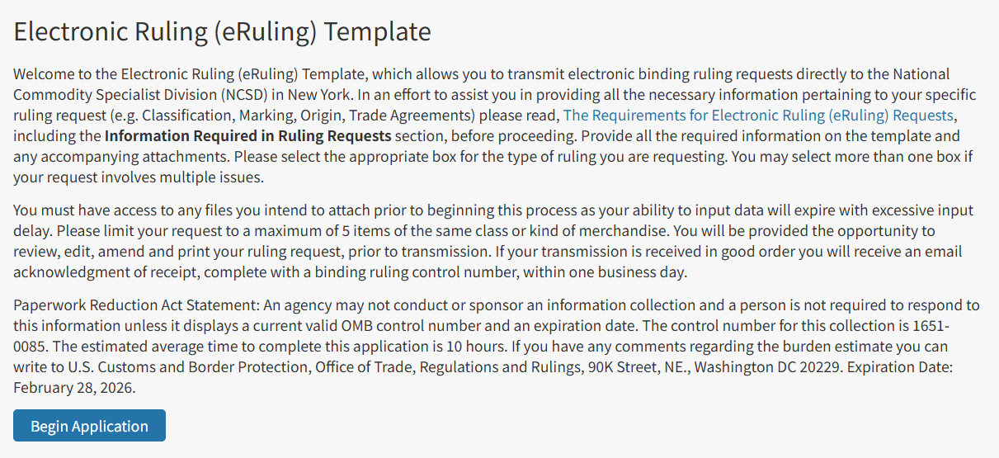 Electronic Ruling (eRuling) Template
Welcome to the Electronic Ruling (eRuling) Template, which allows you to transmit electronic binding ruling requests directly to the National
Commodity Specialist Division (NCSD) in New York. In an effort to assist you in providing all the necessary information pertaining to your specific
ruling request (e.g. Classification, Marking, Origin, Trade Agreements) please read, The Requirements for Electronic Ruling (eRuling) Requests,
including the Information Required in Ruling Requests section, before proceeding. Provide all the required information on the template and
any accompanying attachments. Please select the appropriate box for the type of ruling you are requesting. You may select more than one box if
your request involves multiple issues.
You must have access to any files you intend to attach prior to beginning this process as your ability to input data will expire with excessive input
delay. Please limit your request to a maximum of 5 items of the same class or kind of merchandise. You will be provided the opportunity to
review, edit, amend and print your ruling request, prior to transmission. If your transmission is received in good order you will receive an email
acknowledgment of receipt, complete with a binding ruling control number, within one business day.
Paperwork Reduction Act Statement: An agency may not conduct or sponsor an information collection and a person is not required to respond to
this information unless it displays a current valid OMB control number and an expiration date. The control number for this collection is 1651-
0085. The estimated average time to complete this application is 10 hours. If you have any comments regarding the burden estimate you can
write to U.S. Customs and Border Protection, Office of Trade, Regulations and Rulings, 90K Street, NE., Washington DC 20229. Expiration Date:
February 28, 2026.
Begin Application